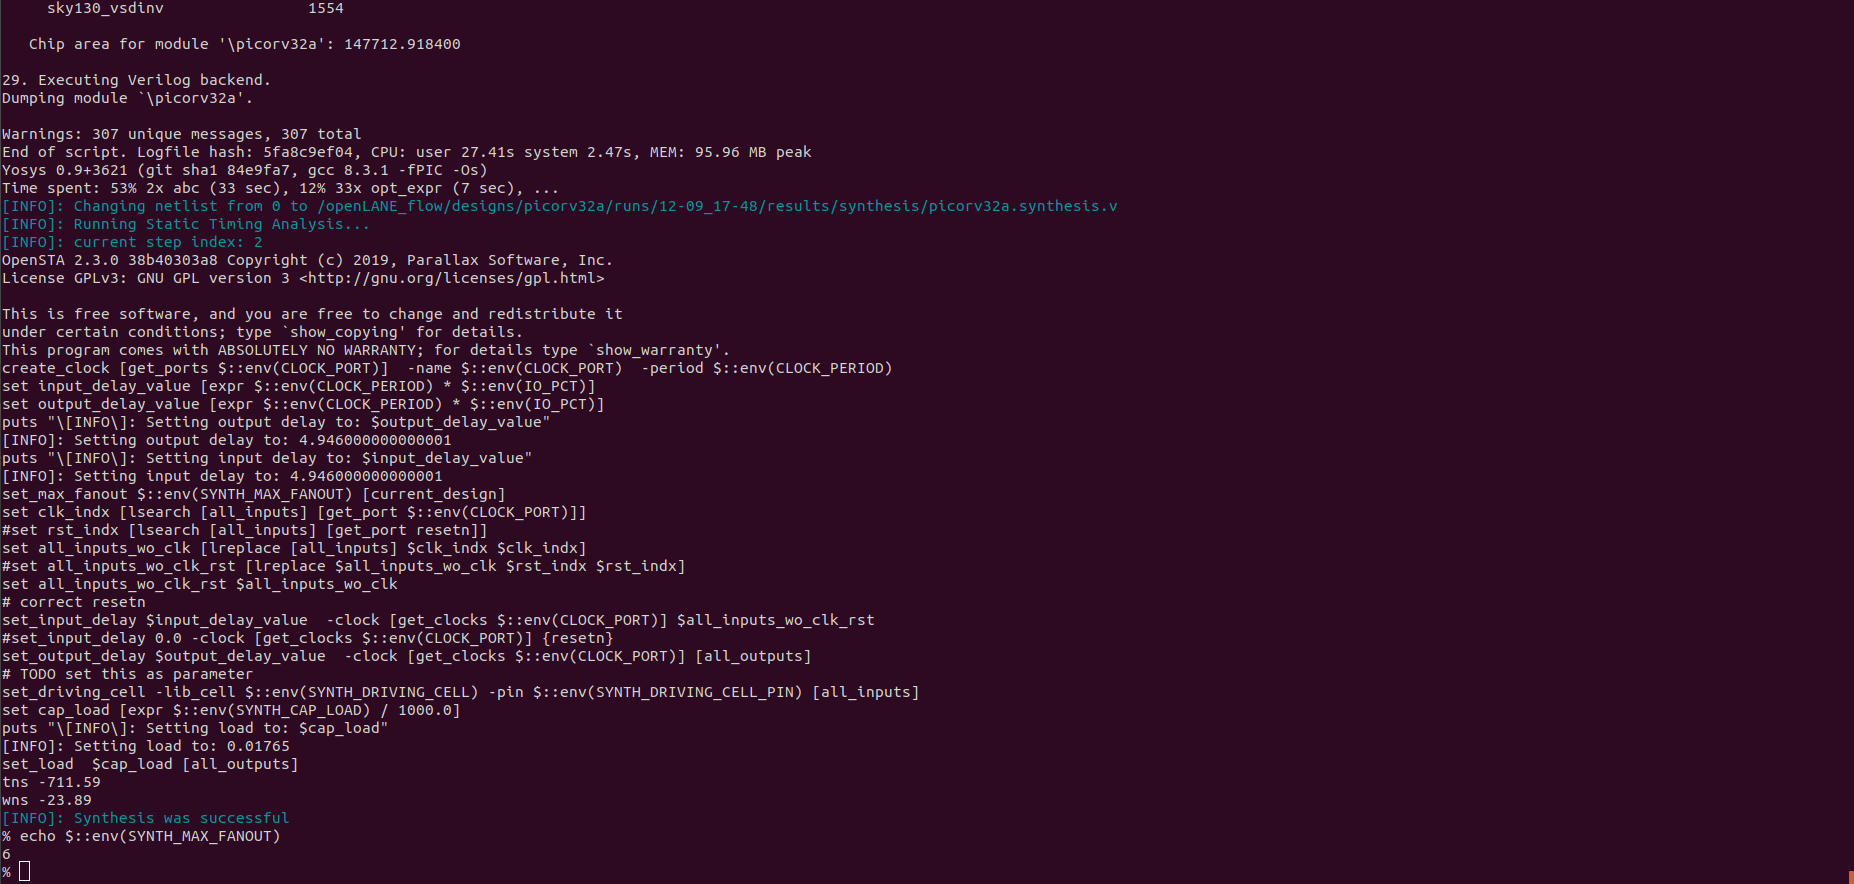 sky130_vsdinv                1554
Chip area for module '\picorv32a': 147712.918400
29. Executing Verilog backend.
Dumping module `\picorv32a'.
Warnings: 307 unique messages, 307 total
End of script. Logfile hash: 5fa8c9ef04, CPU: user 27.41s system 2.47s, MEM: 95.96 MB peak
Yosys 0.9+3621 (git sha1 84e9fa7, gcc 8.3.1 -fPIC -Os)
Time spent: 53% 2x abc (33 sec), 12% 33x opt_expr (7 sec), ...
[INFO]: Changing netlist from 0 to /openLANE_flow/designs/picorv32a/runs/12-09_17-48/results/synthesis/picorv32a.synthesis.v
[INFO]: Running Static Timing Analysis...
[INFO]: current step index: 2
OpenSTA 2.3.0 38b40303a8 Copyright (c) 2019, Parallax Software, Inc.
License GPLv3: GNU GPL version 3 <http://gnu.org/licenses/gpl.html>
This is free software, and you are free to change and redistribute it
under certain conditions; type `show_copying' for details.
This program comes with ABSOLUTELY NO WARRANTY; for details type `show_warranty'.
create_clock [get_ports $::env(CLOCK_PORT)]  -name $::env(CLOCK_PORT)  -period $::env(CLOCK_PERIOD)
set input_delay_value [expr $::env(CLOCK_PERIOD) * $::env(IO_PCT)]
set output_delay_value [expr $::env(CLOCK_PERIOD) * $::env(IO_PCT)]
puts "\[INFO\]: Setting output delay to: $output_delay_value"
[INFO]: Setting output delay to: 4.946000000000001
puts "\[INFO\]: Setting input delay to: $input_delay_value"
[INFO]: Setting input delay to: 4.946000000000001
set_max_fanout $::env(SYNTH_MAX_FANOUT) [current_design]
set clk_indx [lsearch [all_inputs] [get_port $::env(CLOCK_PORT)]]
#set rst_indx [lsearch [all_inputs] [get_port resetn]]
set all_inputs_wo_clk [lreplace [all_inputs] $clk_indx $clk_indx]
#set all_inputs_wo_clk_rst [lreplace $all_inputs_wo_clk $rst_indx $rst_indx]
set all_inputs_wo_clk_rst $all_inputs_wo_clk
# correct resetn
set_input_delay $input_delay_value  -clock [get_clocks $::env(CLOCK_PORT)] $all_inputs_wo_clk_rst
#set_input_delay 0.0 -clock [get_clocks $::env(CLOCK_PORT)] {resetn}
set_output_delay $output_delay_value  -clock [get_clocks $::env(CLOCK_PORT)] [all_outputs]
# TODO set this as parameter
set_driving_cell -lib_cell $::env(SYNTH_DRIVING_CELL) -pin $::env(SYNTH_DRIVING_CELL_PIN) [all_inputs]
set cap_load [expr $::env(SYNTH_CAP_LOAD) / 1000.0]
puts "\[INFO\]: Setting load to: $cap_load"
[INFO]: Setting load to: 0.01765
set_load  $cap_load [all_outputs]
tns -711.59
wns -23.89
[INFO]: Synthesis was successful
% echo $::env(SYNTH_MAX_FANOUT)
6
%